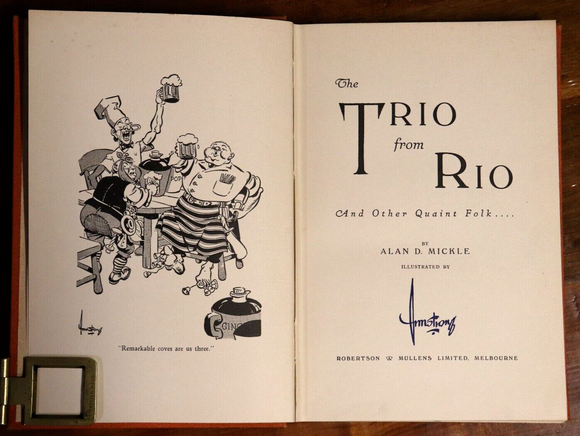 Armstrong
"Remarkable coves are us three."
The
TRIO
from
RIO
And Other Quaint Folk....
BY
ALAN D. MICKLE
ILLUSTRATED BY
Armstrong
ROBERTSON & MULLENS LIMITED, MELBOURNE